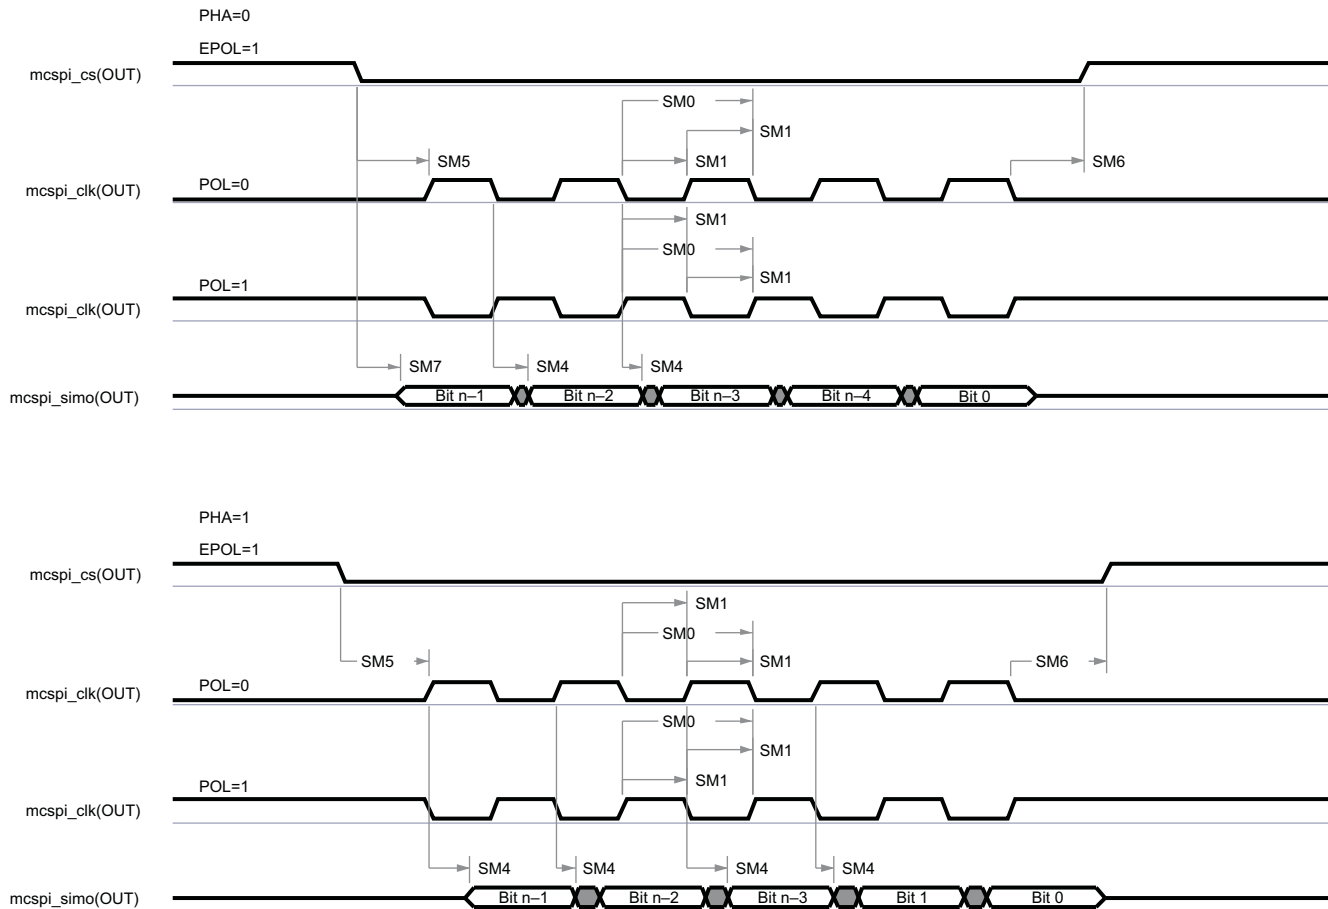 PHA=0
EPOL=1
mcspi_cs(OUT)
SM0
SM1
SM5 SM1 SM6
mcspi_clk(OUT) POL=0
SM1
SM0
SM1
POL=1
mcspi_clk(OUT)
SM7 SM4 SM4
mcspi_simo(OUT) Bit n–1 Bit n–2 Bit n–3 Bit n–4 Bit 0
PHA=1
EPOL=1
mcspi_cs(OUT)
SM1
SM0
SM5 SM1 SM6
mcspi_clk(OUT) POL=0
SM0
SM1
SM1
POL=1
mcspi_clk(OUT)
SM4 SM4 SM4 SM4
mcspi_simo(OUT) Bit n–1 Bit n–2 Bit n–3 Bit 1 Bit 0